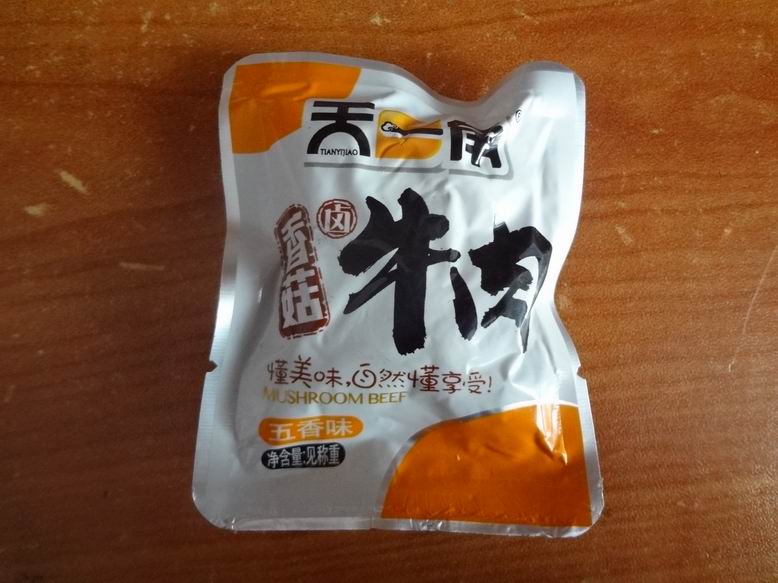 天一角
TIANYIJIAO
香菇
卤
牛肉
懂美味,自然懂享受!
MUSHROOM BEEF
五香味
净含量:见称重